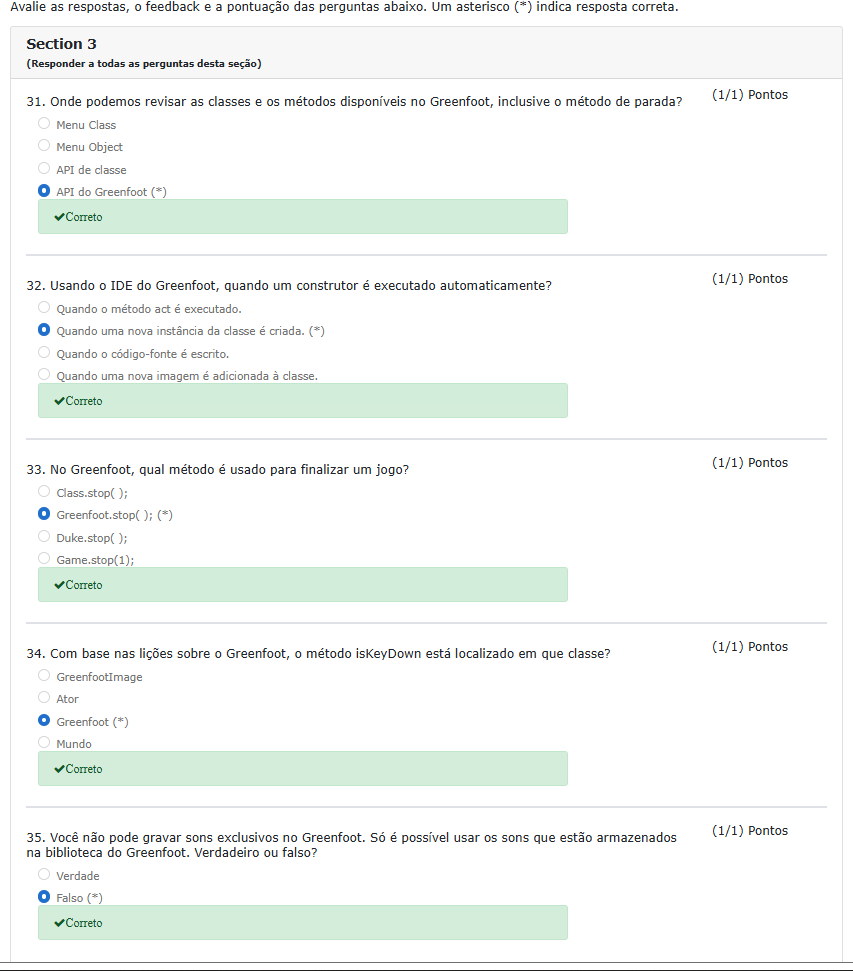 Avalie as respostas, o feedback e a pontuação das perguntas abaixo. Um asterisco (*) indica resposta correta.
Section 3
(Responder a todas as perguntas desta seção)
31. Onde podemos revisar as classes e os métodos disponíveis no Greenfoot, inclusive o método de parada?
(1/1) Pontos
Menu Class
Menu Object
API de classe
API do Greenfoot (*)
✔Correto
32. Usando o IDE do Greenfoot, quando um construtor é executado automaticamente?
(1/1) Pontos
Quando o método act é executado.
Quando uma nova instância da classe é criada. (*)
Quando o código-fonte é escrito.
Quando uma nova imagem é adicionada à classe.
✔Correto
33. No Greenfoot, qual método é usado para finalizar um jogo?
(1/1) Pontos
Class.stop( );
Greenfoot.stop( ); (*)
Duke.stop( );
Game.stop(1);
✔Correto
34. Com base nas lições sobre o Greenfoot, o método isKeyDown está localizado em que classe?
(1/1) Pontos
GreenfootImage
Ator
Greenfoot (*)
Mundo
✔Correto
35. Você não pode gravar sons exclusivos no Greenfoot. Só é possível usar os sons que estão armazenados
na biblioteca do Greenfoot. Verdadeiro ou falso?
(1/1) Pontos
Verdade
Falso (*)
✔Correto